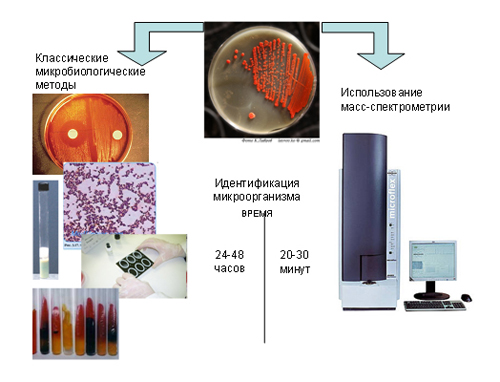 Классические
микробиологические
методы
Использование
масс-спектрометрии
Идентификация
микроорганизма
ВРЕМЯ
24-48
часов
20-30
минут
microflex